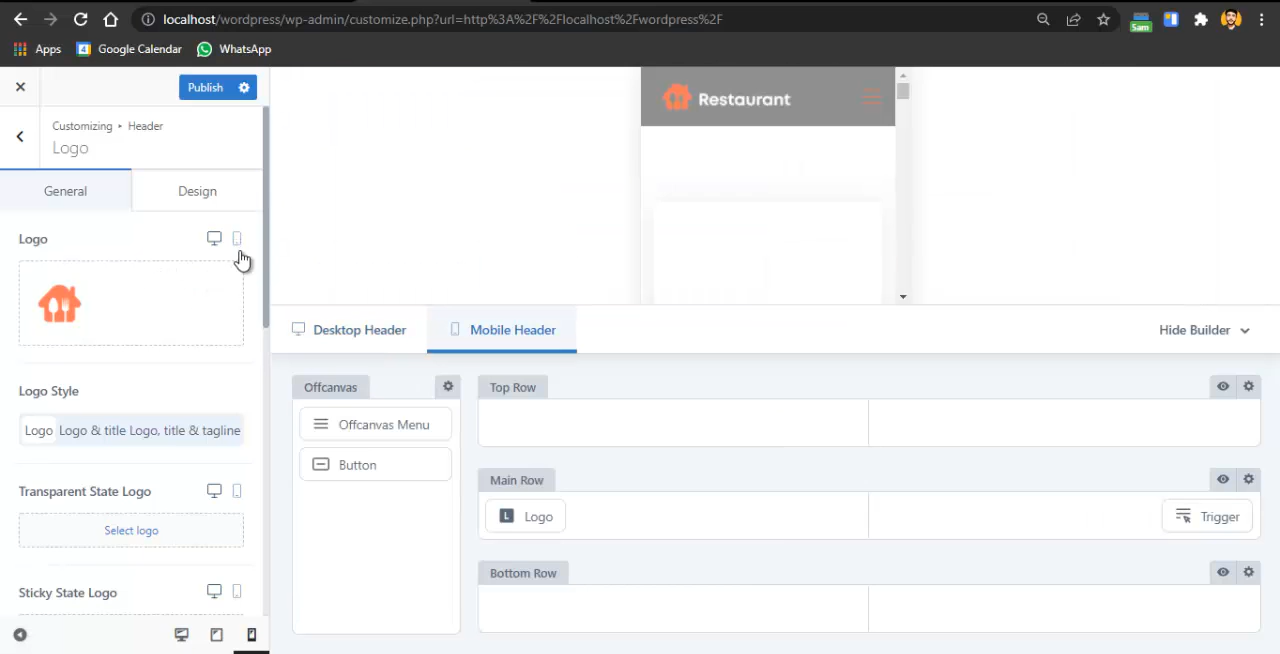 localhost/wordpress/wp-admin/customize.php?url=http%3A%2F%2Flocalhost%2Fwordpress%2F
Sam
Apps
Google Calendar
WhatsApp
Publish
Customizing ▸ Header
Logo
General
Design
Logo
Logo Style
Logo
Logo & title
Logo, title & tagline
Transparent State Logo
Select logo
Sticky State Logo
Restaurant
Desktop Header
Mobile Header
Hide Builder
Offcanvas
Offcanvas Menu
Button
Top Row
Main Row
L
Logo
Trigger
Bottom Row